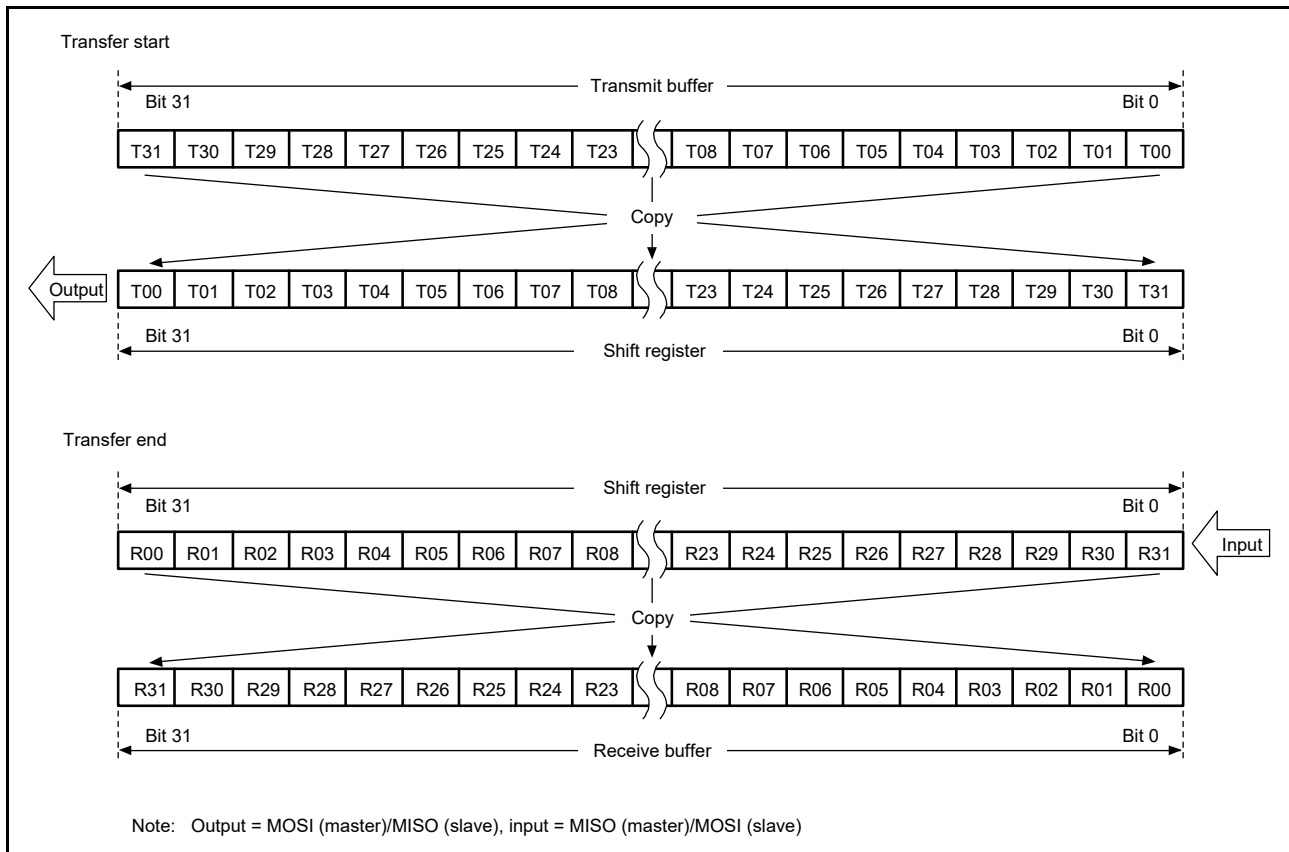 Transfer start
Transmit buffer
Bit 31 Bit 0
T31 T30 T29 T28 T27 T26 T25 T24 T23 T08 T07 T06 T05 T04 T03 T02 T01 T00
Copy
Output T00 T01 T02 T03 T04 T05 T06 T07 T08 T23 T24 T25 T26 T27 T28 T29 T30 T31
Bit 31 Bit 0
Shift register
Transfer end
Shift register
Bit 31 Bit 0
R00 R01 R02 R03 R04 R05 R06 R07 R08 R23 R24 R25 R26 R27 R28 R29 R30 R31 Input
Copy
R31 R30 R29 R28 R27 R26 R25 R24 R23 R08 R07 R06 R05 R04 R03 R02 R01 R00
Bit 31 Bit 0
Receive buffer
Note: Output = MOSI (master)/MISO (slave), input = MISO (master)/MOSI (slave)